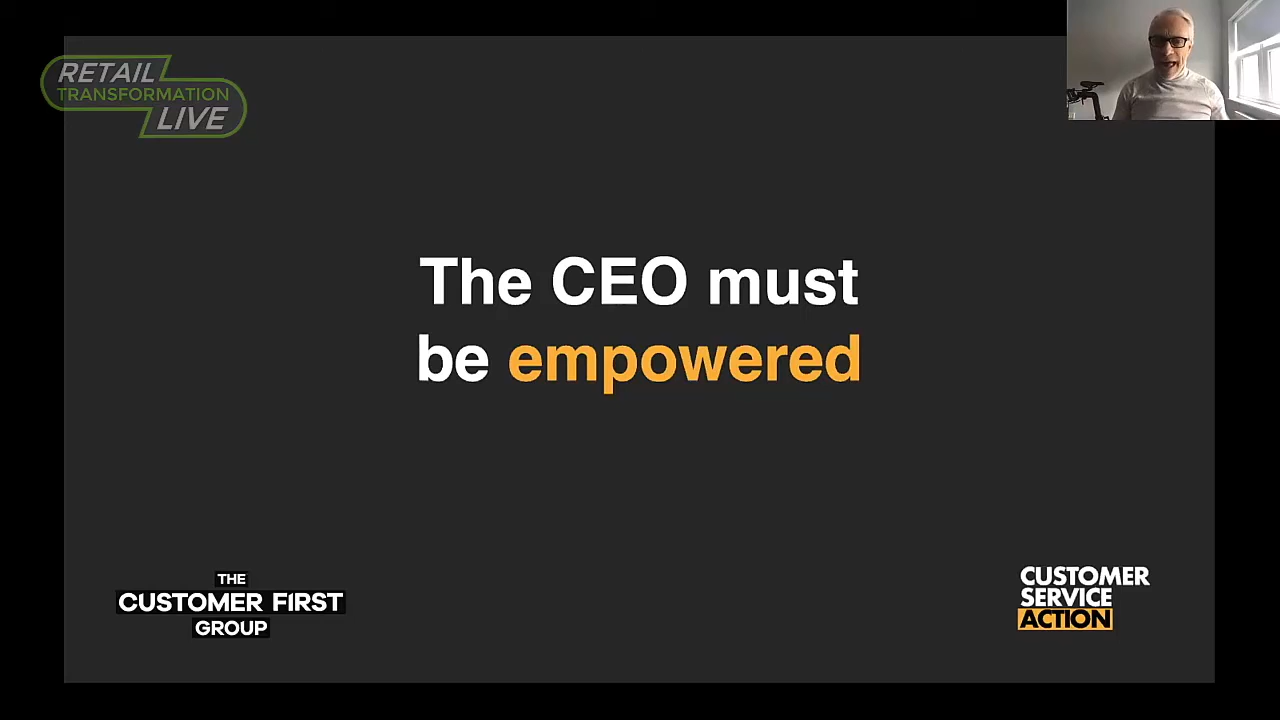 RETAIL
TRANSFORMATION
LIVE
The CEO must
be empowered
THE
CUSTOMER FIRST
GROUP
CUSTOMER
SERVICE
ACTION